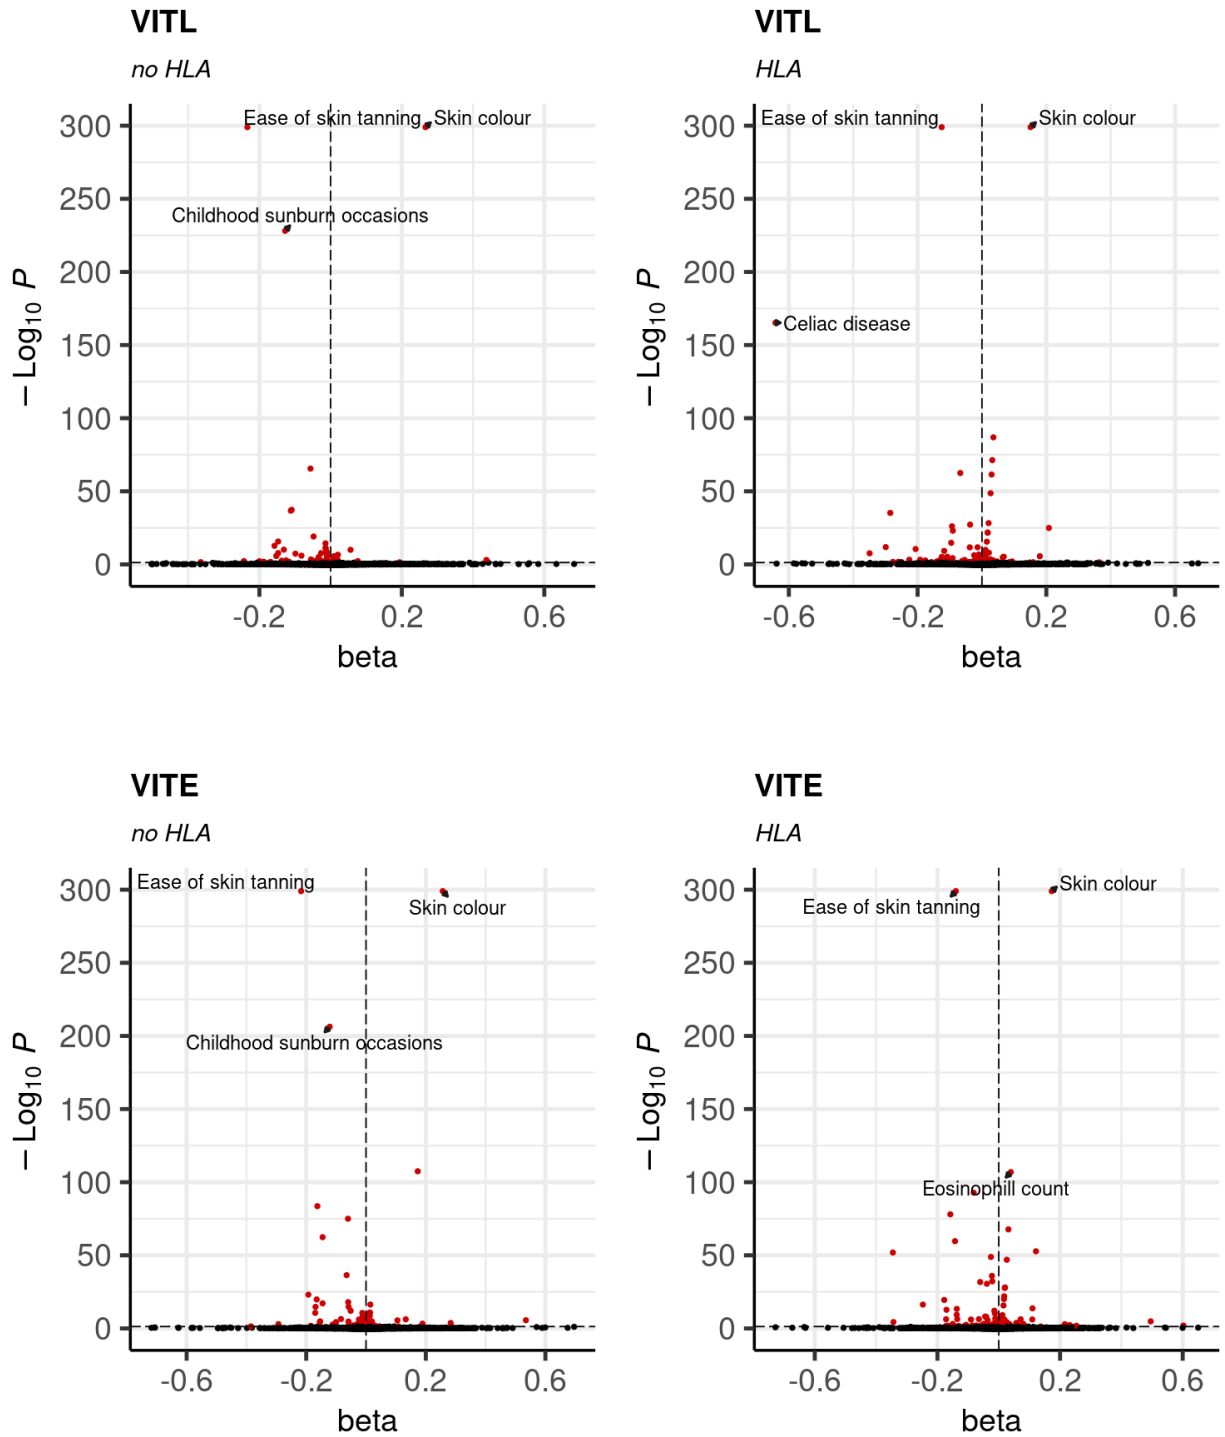 VITL
no HLA
300
250
200
150
100
50
0
− Log10 P
Ease of skin tanning
Skin colour
Childhood sunburn occasions
-0.2
0.2
0.6
beta
VITL
HLA
300
250
200
150
100
50
0
− Log10 P
Ease of skin tanning
Skin colour
Celiac disease
-0.6
-0.2
0.2
0.6
beta
VITE
no HLA
300
250
200
150
100
50
0
− Log10 P
Ease of skin tanning
Skin colour
Childhood sunburn occasions
-0.6
-0.2
0.2
0.6
beta
VITE
HLA
300
250
200
150
100
50
0
− Log10 P
Skin colour
Ease of skin tanning
Eosinophill count
-0.6
-0.2
0.2
0.6
beta